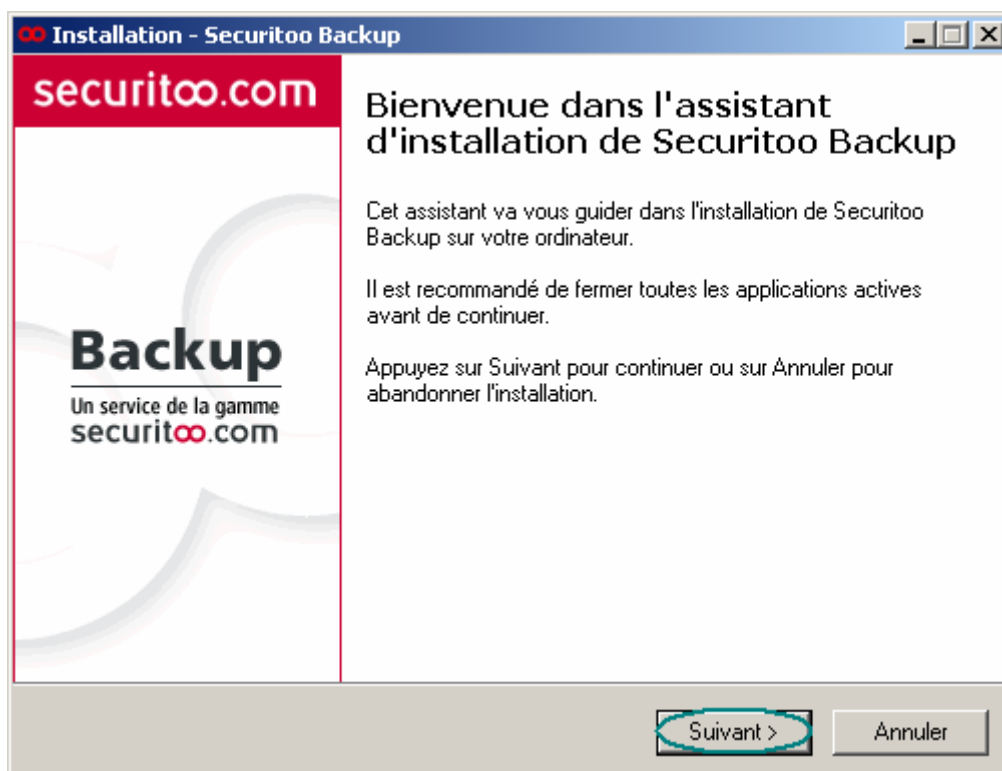 Installation - Securitoo Backup
securitoo.com
Bienvenue dans l'assistant
d'installation de Securitoo Backup
Cet assistant va vous guider dans l'installation de Securitoo
Backup sur votre ordinateur.
Il est recommandé de fermer toutes les applications actives
avant de continuer.
Appuyez sur Suivant pour continuer ou sur Annuler pour
abandonner l'installation.
Backup
Un service de la gamme
securitoo.com
Suivant >
Annuler